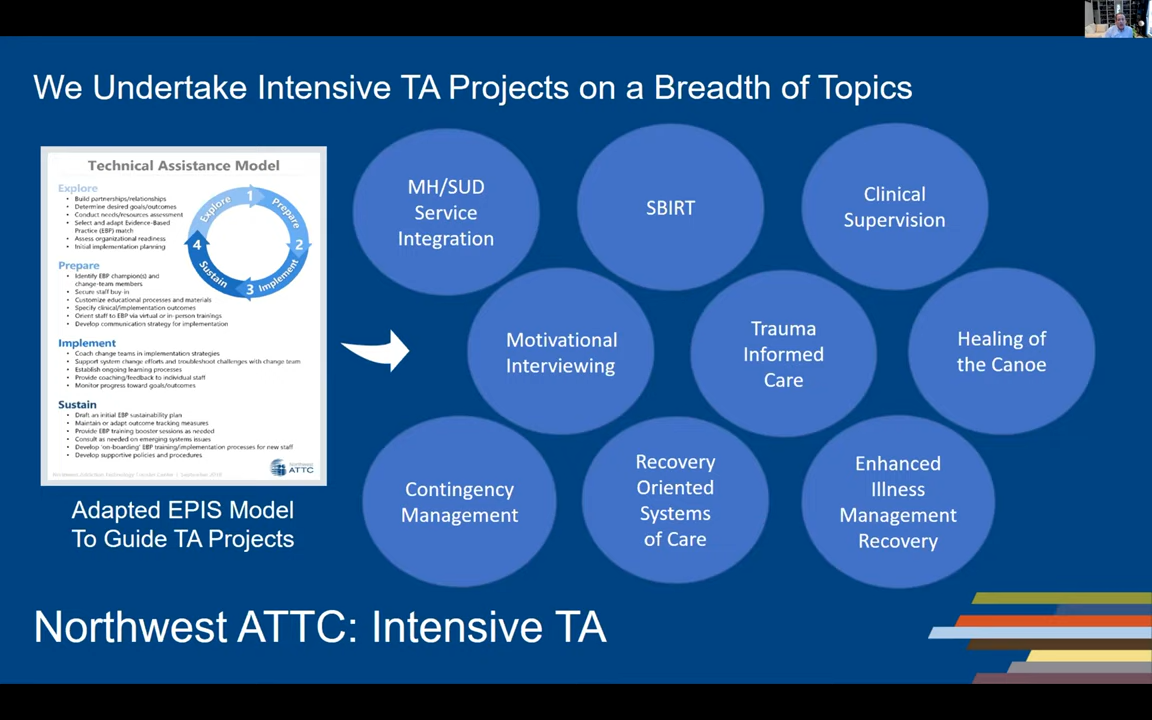 We Undertake Intensive TA Projects on a Breadth of Topics
Technical Assistance Model
Explore
• Build partnerships/relationships
• Determine desired goals/outcomes
• Conduct needs/resources assessment
• Select and adapt Evidence-Based
Practice (EBP) match
• Assess organizational readiness
• Initial implementation planning
Prepare
• Identify EBP champion(s) and
change-team members
• Secure staff buy-in
• Customize educational processes and materials
• Specify clinical/implementation outcomes
• Orient staff to EBP via virtual or in-person trainings
• Develop communication strategy for implementation
Implement
• Coach change teams in implementation strategies
• Support system change efforts and troubleshoot challenges with change team
• Establish ongoing learning processes
• Provide coaching/feedback to individual staff
• Monitor progress toward goals/outcomes
Sustain
• Draft an initial EBP sustainability plan
• Maintain or adapt outcome tracking measures
• Provide EBP training booster sessions as needed
• Consult as needed on emerging systems issues
• Develop 'on-boarding' EBP training/implementation processes for new staff
• Develop supportive policies and procedures
Northwest Addiction Technology Transfer Center | September 2018
NORTHWEST
ATTC
1
Prepare
2
Implement
3
Sustain
4
Explore
Adapted EPIS Model
To Guide TA Projects
MH/SUD
Service
Integration
SBIRT
Clinical
Supervision
Motivational
Interviewing
Trauma
Informed
Care
Healing of
the Canoe
Contingency
Management
Recovery
Oriented
Systems
of Care
Enhanced
Illness
Management
Recovery
Northwest ATTC: Intensive TA